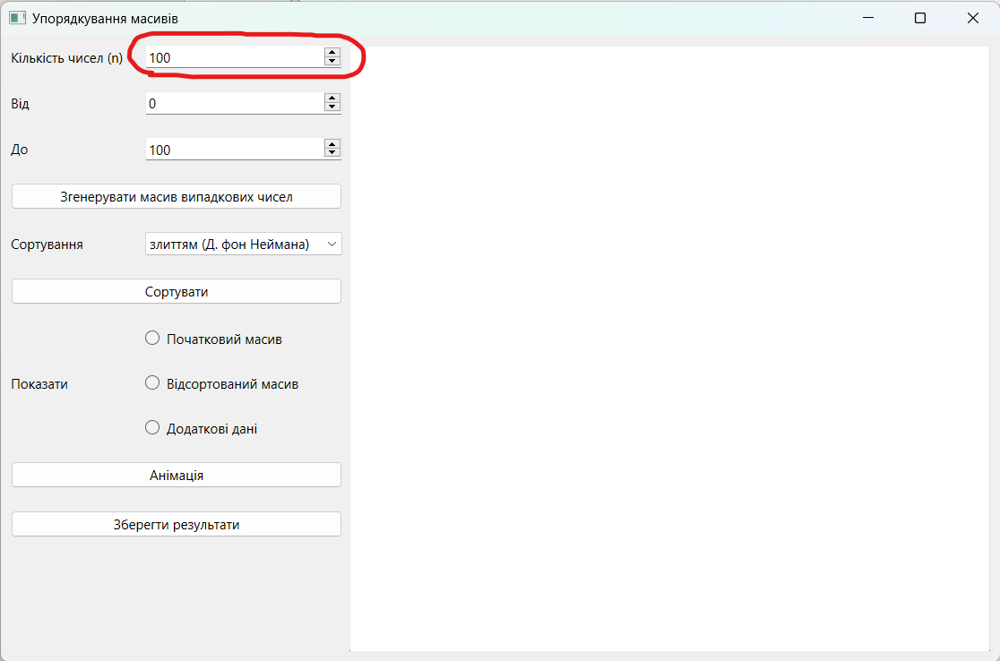 Упорядкування масивів
Кількість чисел (n) 100
Від 0
До 100
Згенерувати масив випадкових чисел
Сортування злиттям (Д. фон Неймана)
Сортувати
Початковий масив
Показати Відсортований масив
Додаткові дані
Анімація
Зберегти результати